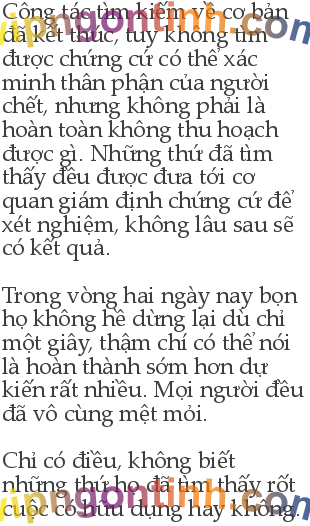 Công tác tìm kiếm về cơ bản
đã kết thúc, tuy không tìm
được chứng cứ có thể xác
minh thân phận của người
chết, nhưng không phải là
hoàn toàn không thu hoạch
được gì. Những thứ đã tìm
thấy đều được đưa tới cơ
quan giám định chứng cứ để
xét nghiệm, không lâu sau sẽ
có kết quả.
Trong vòng hai ngày nay bọn
họ không hề dừng lại dù chỉ
một giây, thậm chí có thể nói
là hoàn thành sớm hơn dự
kiến rất nhiều. Mọi người đều
đã vô cùng mệt mỏi.
Chỉ có điều, không biết
những thứ họ đã tìm thấy rốt
cuộc có hữu dụng hay không.
vipngontinh.com
vipngontinh.com